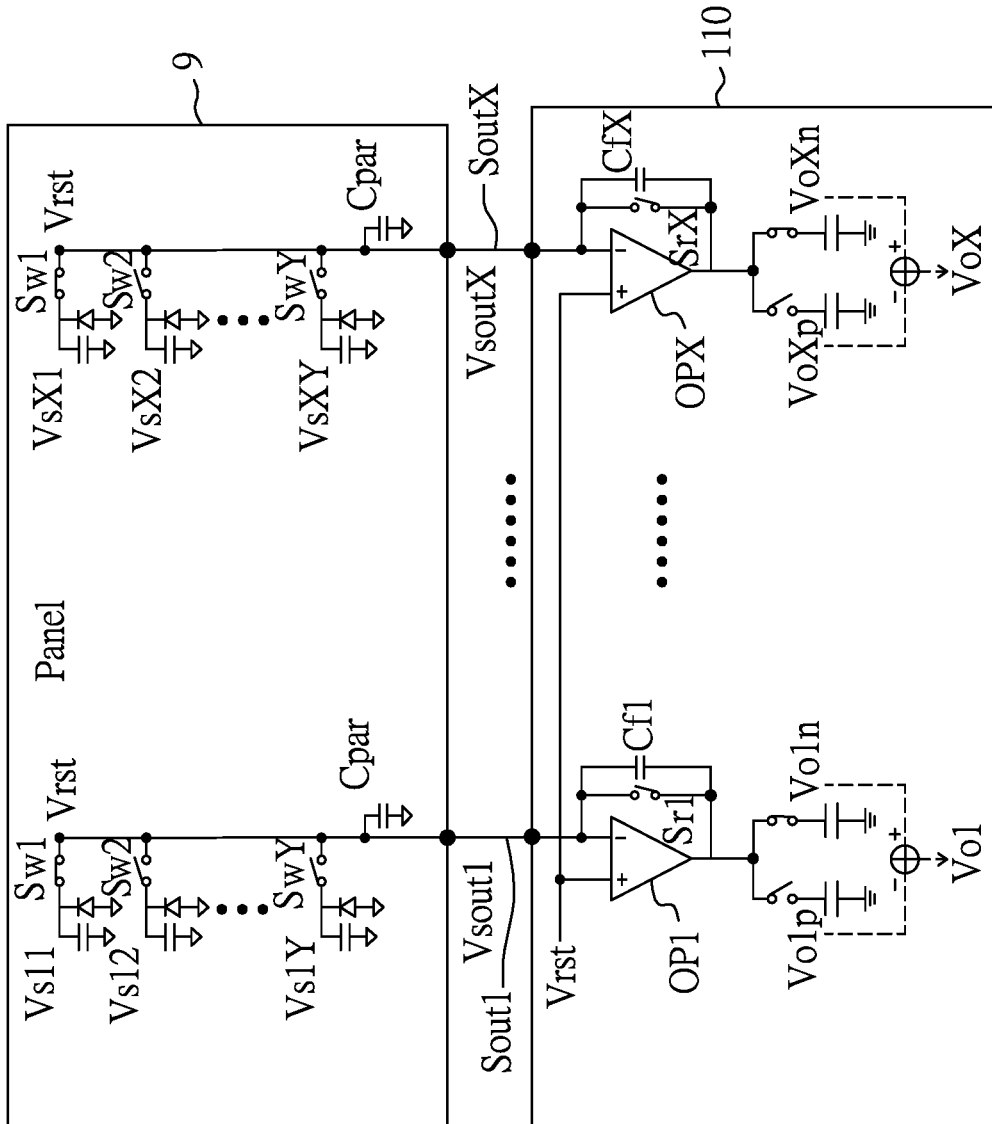 9
Panel
Vrst
Sw1
Vs11
Sw2
Vs12
SwY
Vs1Y
Cpar
Vrst
Sw1
VsX1
Sw2
VsX2
SwY
VsXY
Cpar
Vsout1
Sout1
VsoutX
SoutX
110
Vrst
Cf1
Sr1
OP1
Vo1p
Vo1n
Vo1
CfX
SrX
OPX
VoXp
VoXn
VoX